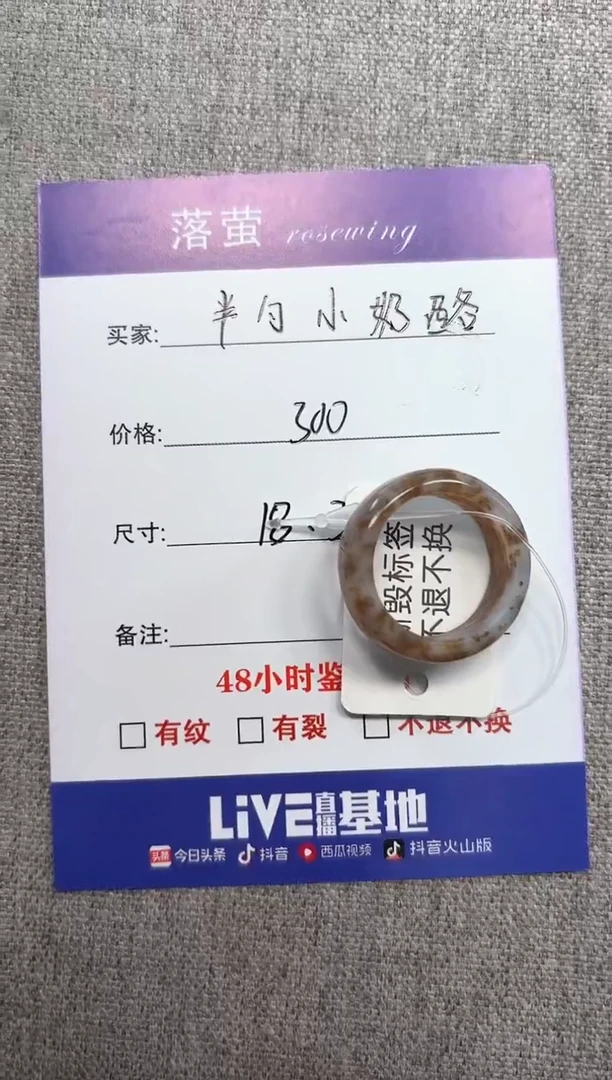 落萤 rosewing
买家: 半勺小奶酪
价格: 300
尺寸: 18.
备注:
毁标签
不退不换
48小时鉴
□ 有纹 □ 有裂 □ 不退不换
LiVE直播基地
头条 今日头条 抖音 西瓜视频 抖音火山版